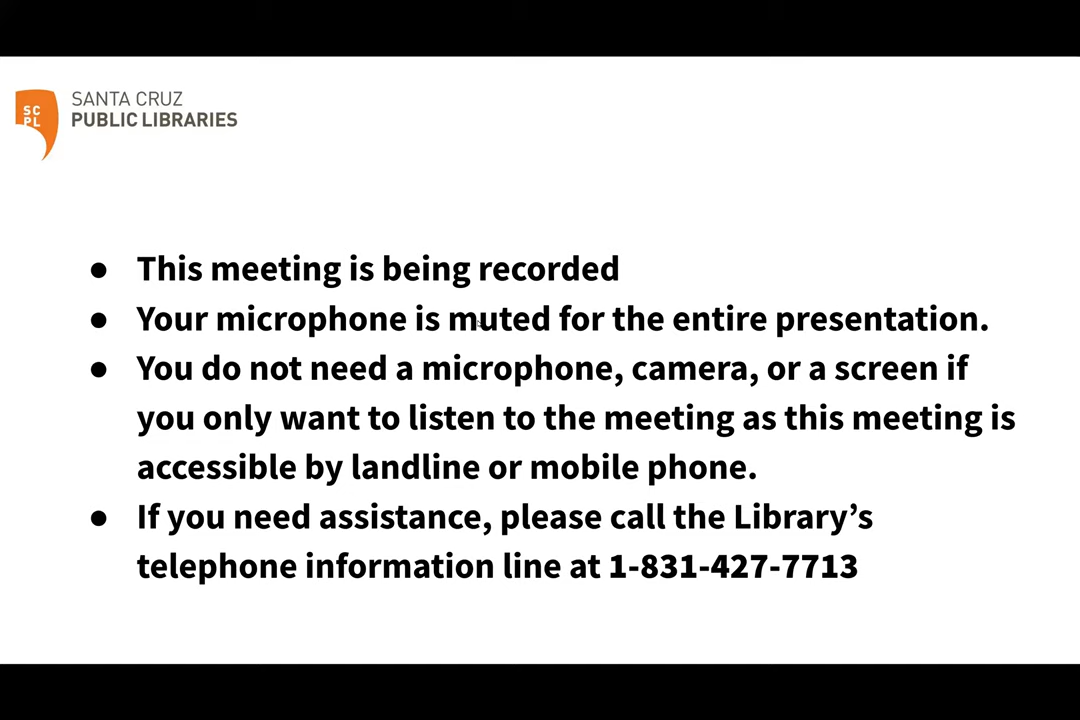 SC
PL
SANTA CRUZ
PUBLIC LIBRARIES
● This meeting is being recorded
● Your microphone is muted for the entire presentation.
● You do not need a microphone, camera, or a screen if
you only want to listen to the meeting as this meeting is
accessible by landline or mobile phone.
● If you need assistance, please call the Library’s
telephone information line at 1-831-427-7713